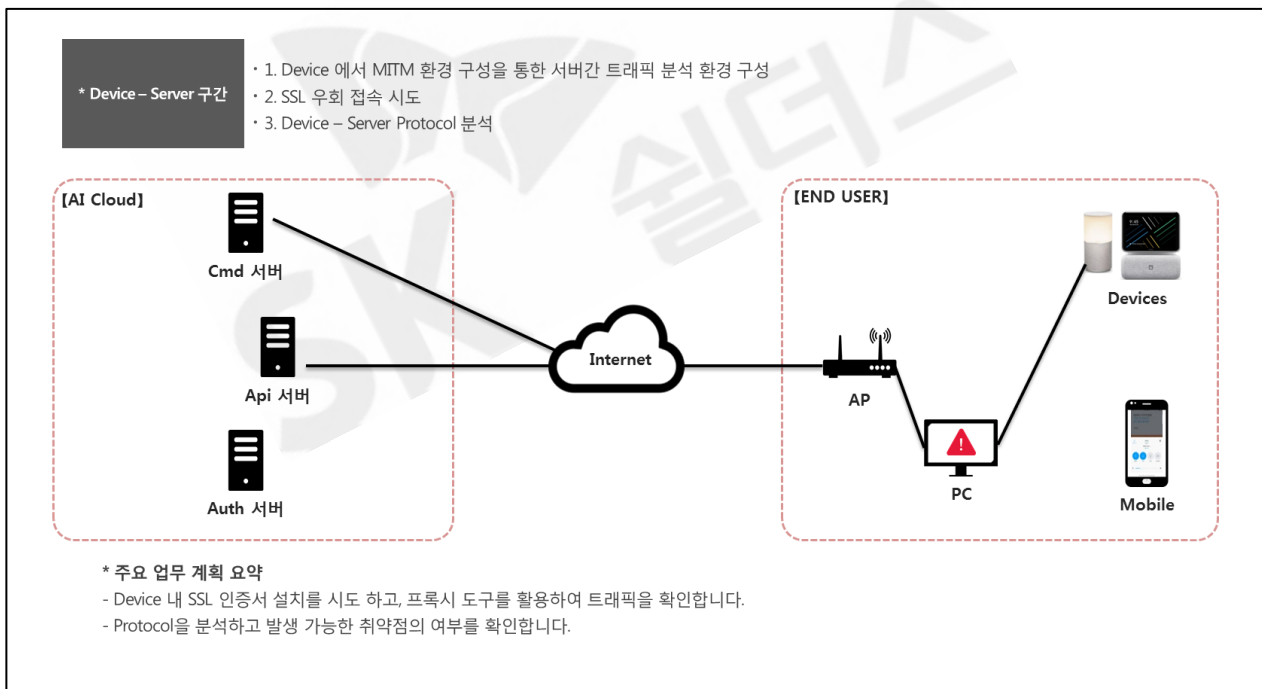 * Device – Server 구간
· 1. Device 에서 MITM 환경 구성을 통한 서버간 트래픽 분석 환경 구성
· 2. SSL 우회 접속 시도
· 3. Device – Server Protocol 분석
SK 쉴더스
[AI Cloud]
[END USER]
Cmd 서버
Devices
Internet
Api 서버
AP
PC
Auth 서버
Mobile
* 주요 업무 계획 요약
- Device 내 SSL 인증서 설치를 시도 하고, 프록시 도구를 활용하여 트래픽을 확인합니다.
- Protocol을 분석하고 발생 가능한 취약점의 여부를 확인합니다.